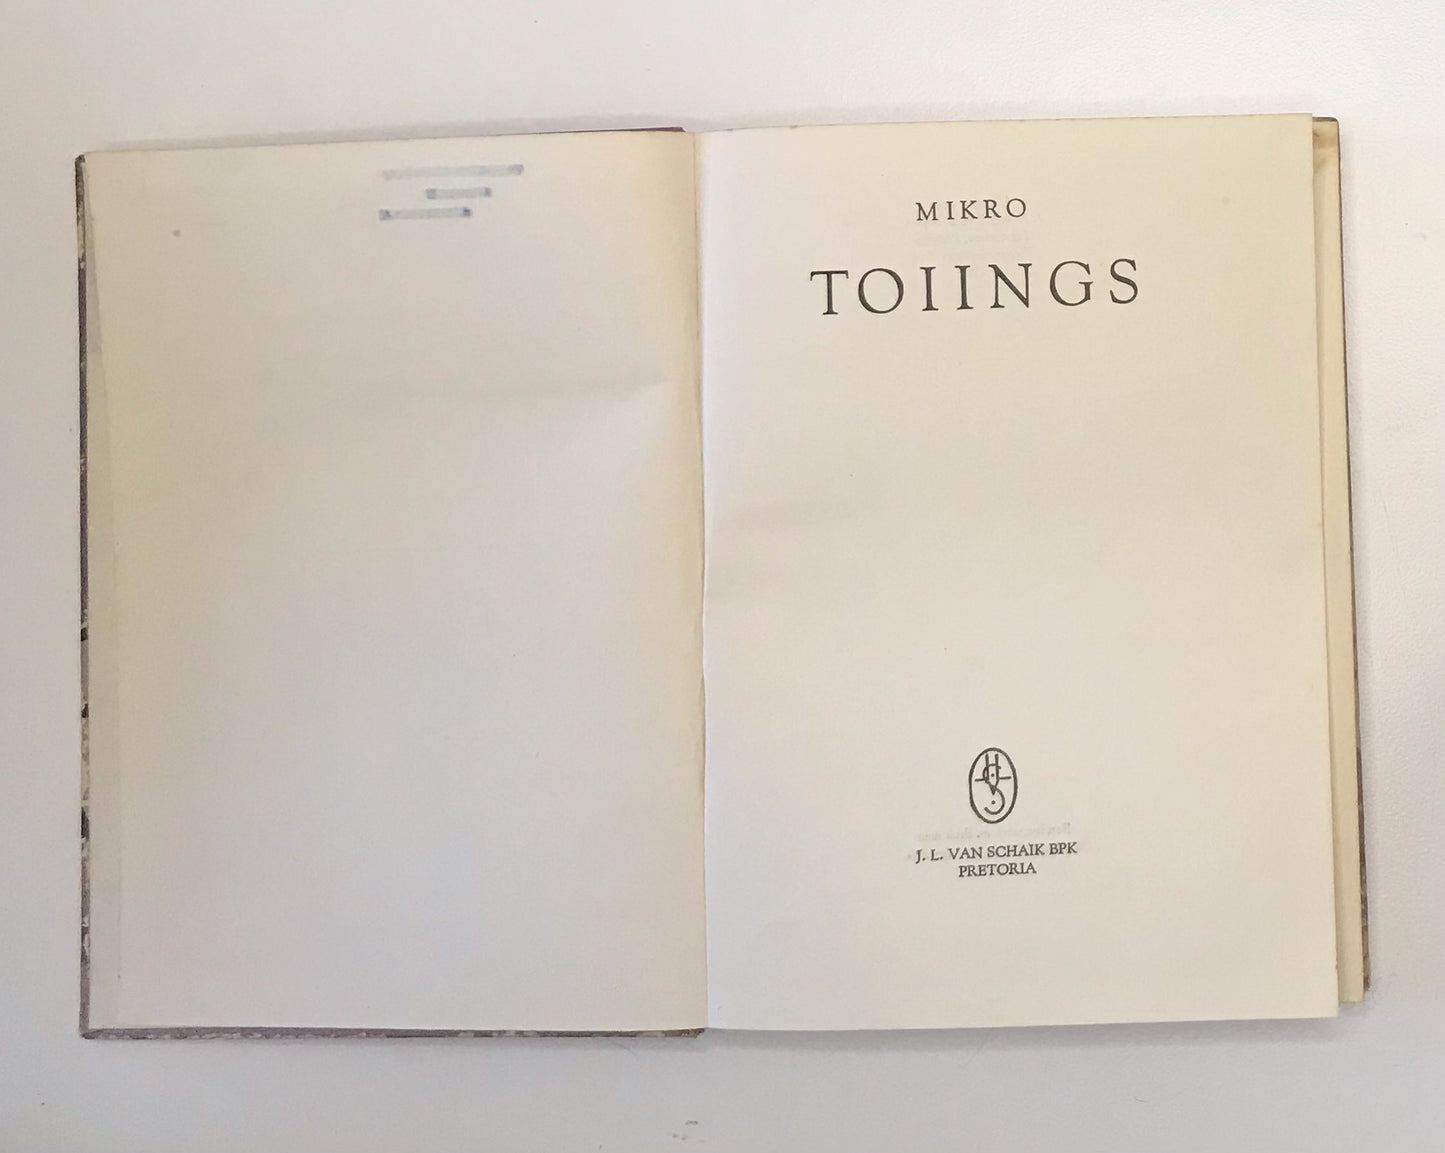 MIKRO
TOIINGS
J. L. VAN SCHAIK BPK
PRETORIA